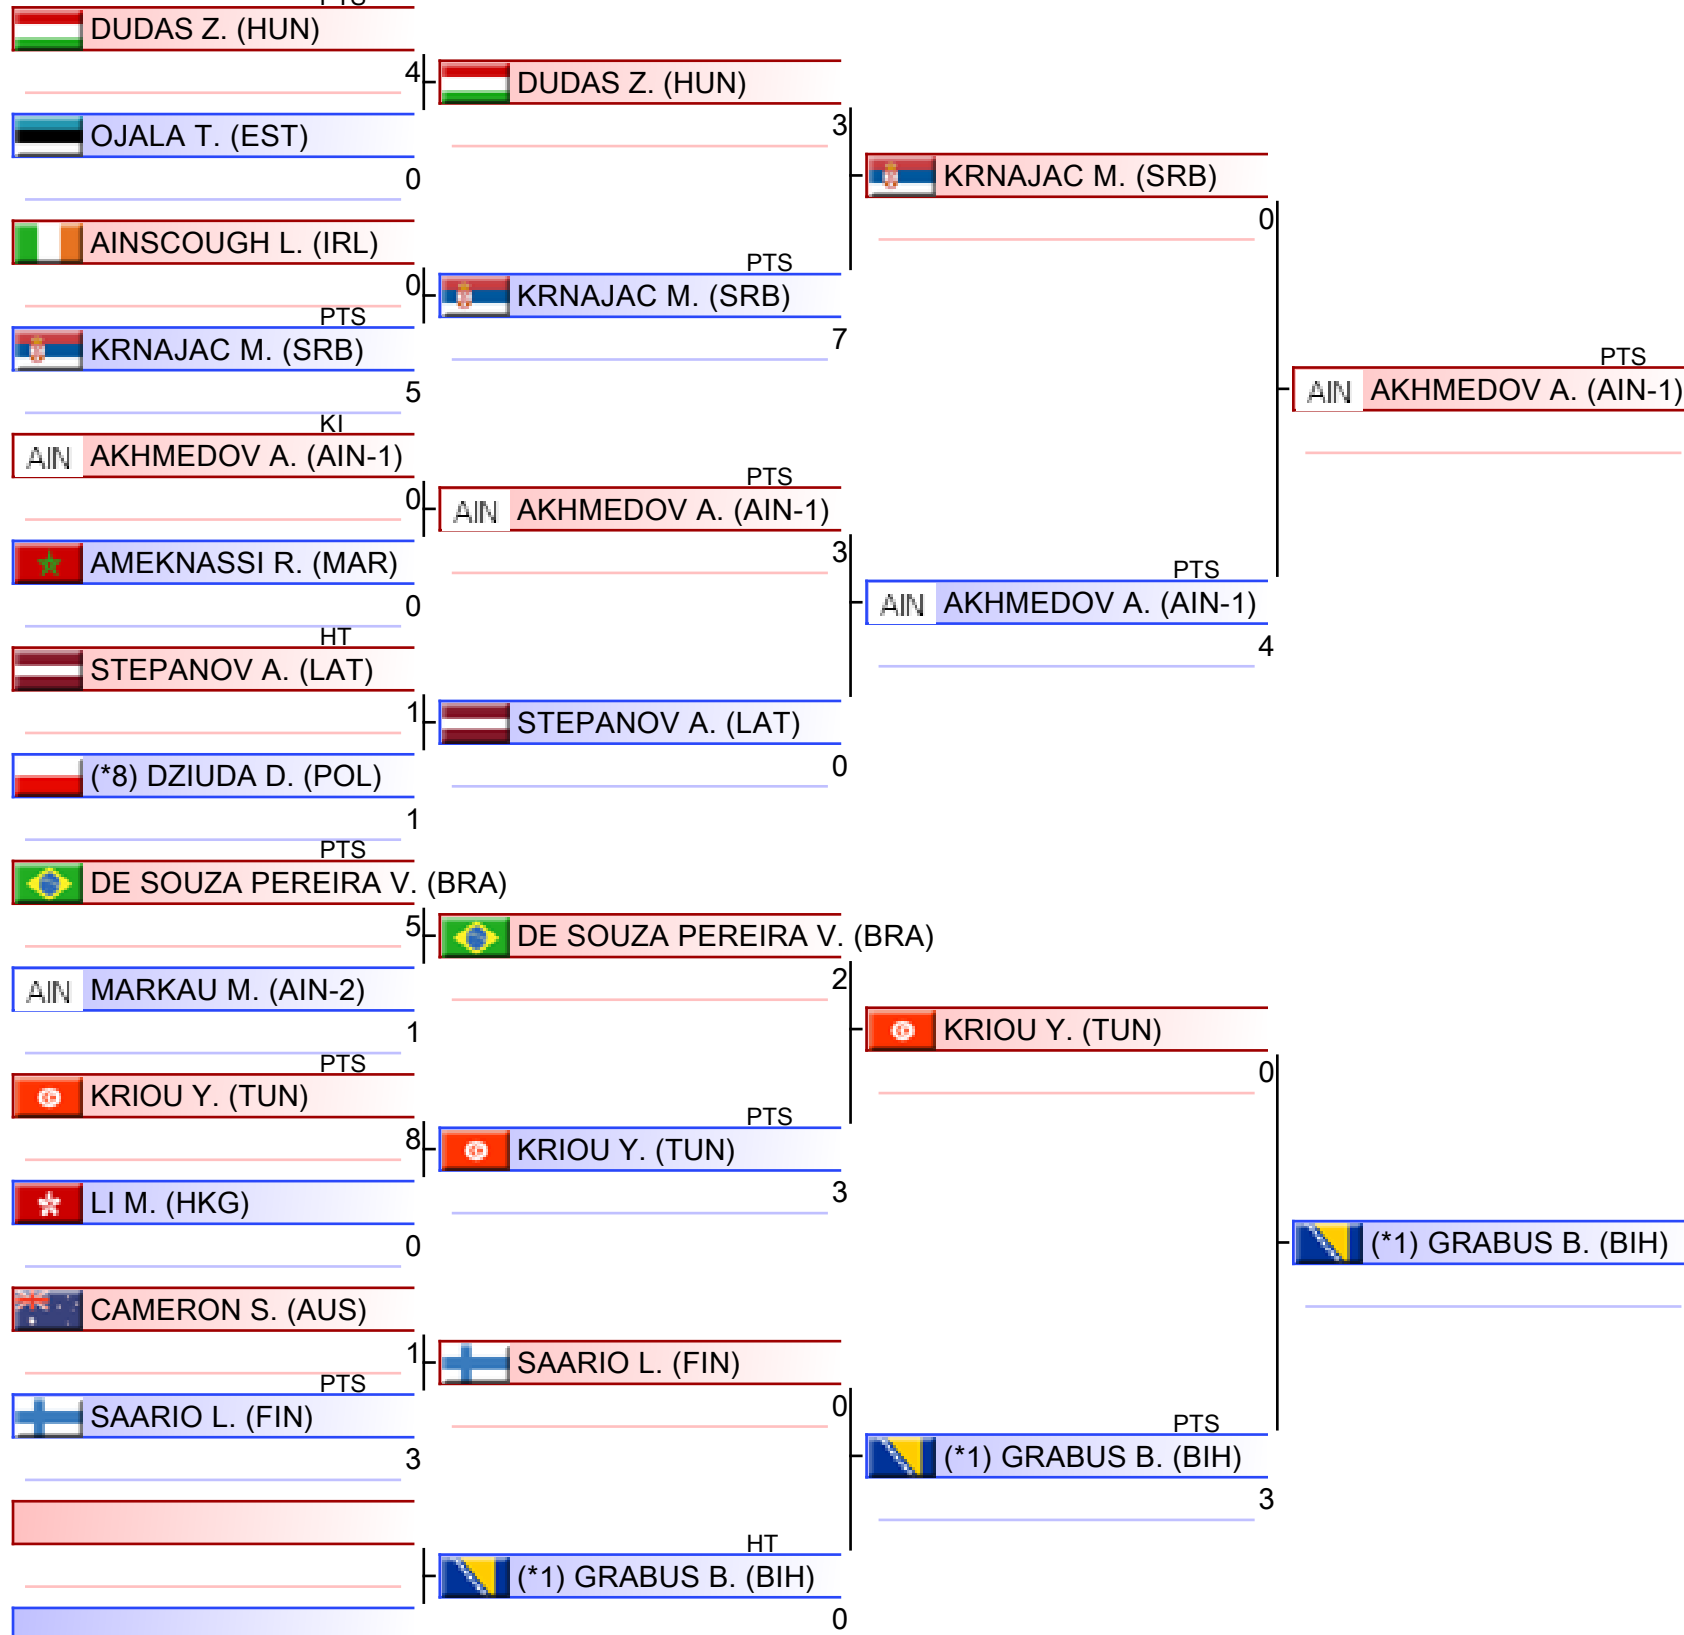 PTS
DUDAS Z. (HUN)
4
OJALA T. (EST)
0
AINSCOUGH L. (IRL)
0
PTS
KRNAJAC M. (SRB)
5
KI
AIN AKHMEDOV A. (AIN-1)
0
AMEKNASSI R. (MAR)
0
HT
STEPANOV A. (LAT)
1
(*8) DZIUDA D. (POL)
1
PTS
DE SOUZA PEREIRA V. (BRA)
5
AIN MARKAU M. (AIN-2)
1
PTS
KRIOU Y. (TUN)
8
LI M. (HKG)
0
CAMERON S. (AUS)
1
PTS
SAARIO L. (FIN)
3
DUDAS Z. (HUN)
3
PTS
KRNAJAC M. (SRB)
7
PTS
AIN AKHMEDOV A. (AIN-1)
3
STEPANOV A. (LAT)
0
DE SOUZA PEREIRA V. (BRA)
2
PTS
KRIOU Y. (TUN)
3
SAARIO L. (FIN)
0
HT
(*1) GRABUS B. (BIH)
0
KRNAJAC M. (SRB)
0
PTS
AIN AKHMEDOV A. (AIN-1)
4
KRIOU Y. (TUN)
0
PTS
(*1) GRABUS B. (BIH)
3
PTS
AIN AKHMEDOV A. (AIN-1)
(*1) GRABUS B. (BIH)